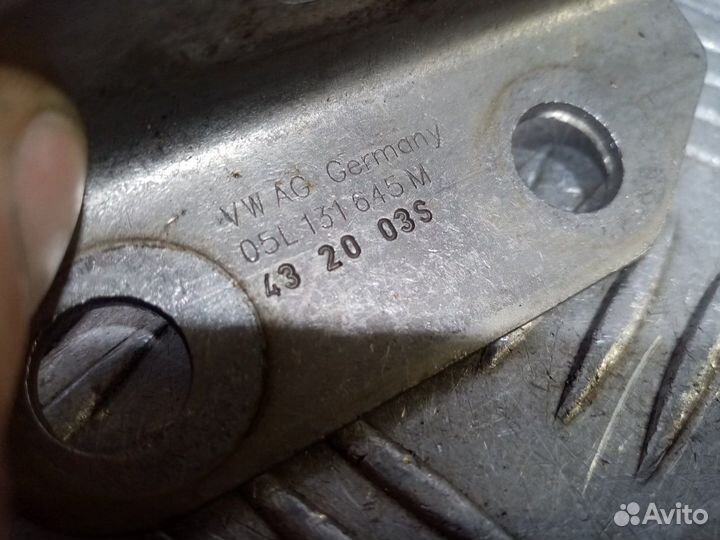 VW AG Germany
05L 131 645 M
43 20 03S
Avito